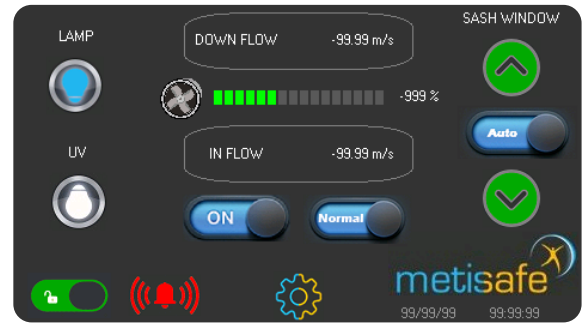 SASH WINDOW
LAMP
DOWN FLOW -99.99 m/s
-999 %
Auto
UV
IN FLOW -99.99 m/s
ON
Normal
metisafe
99/99/99 99:99:99